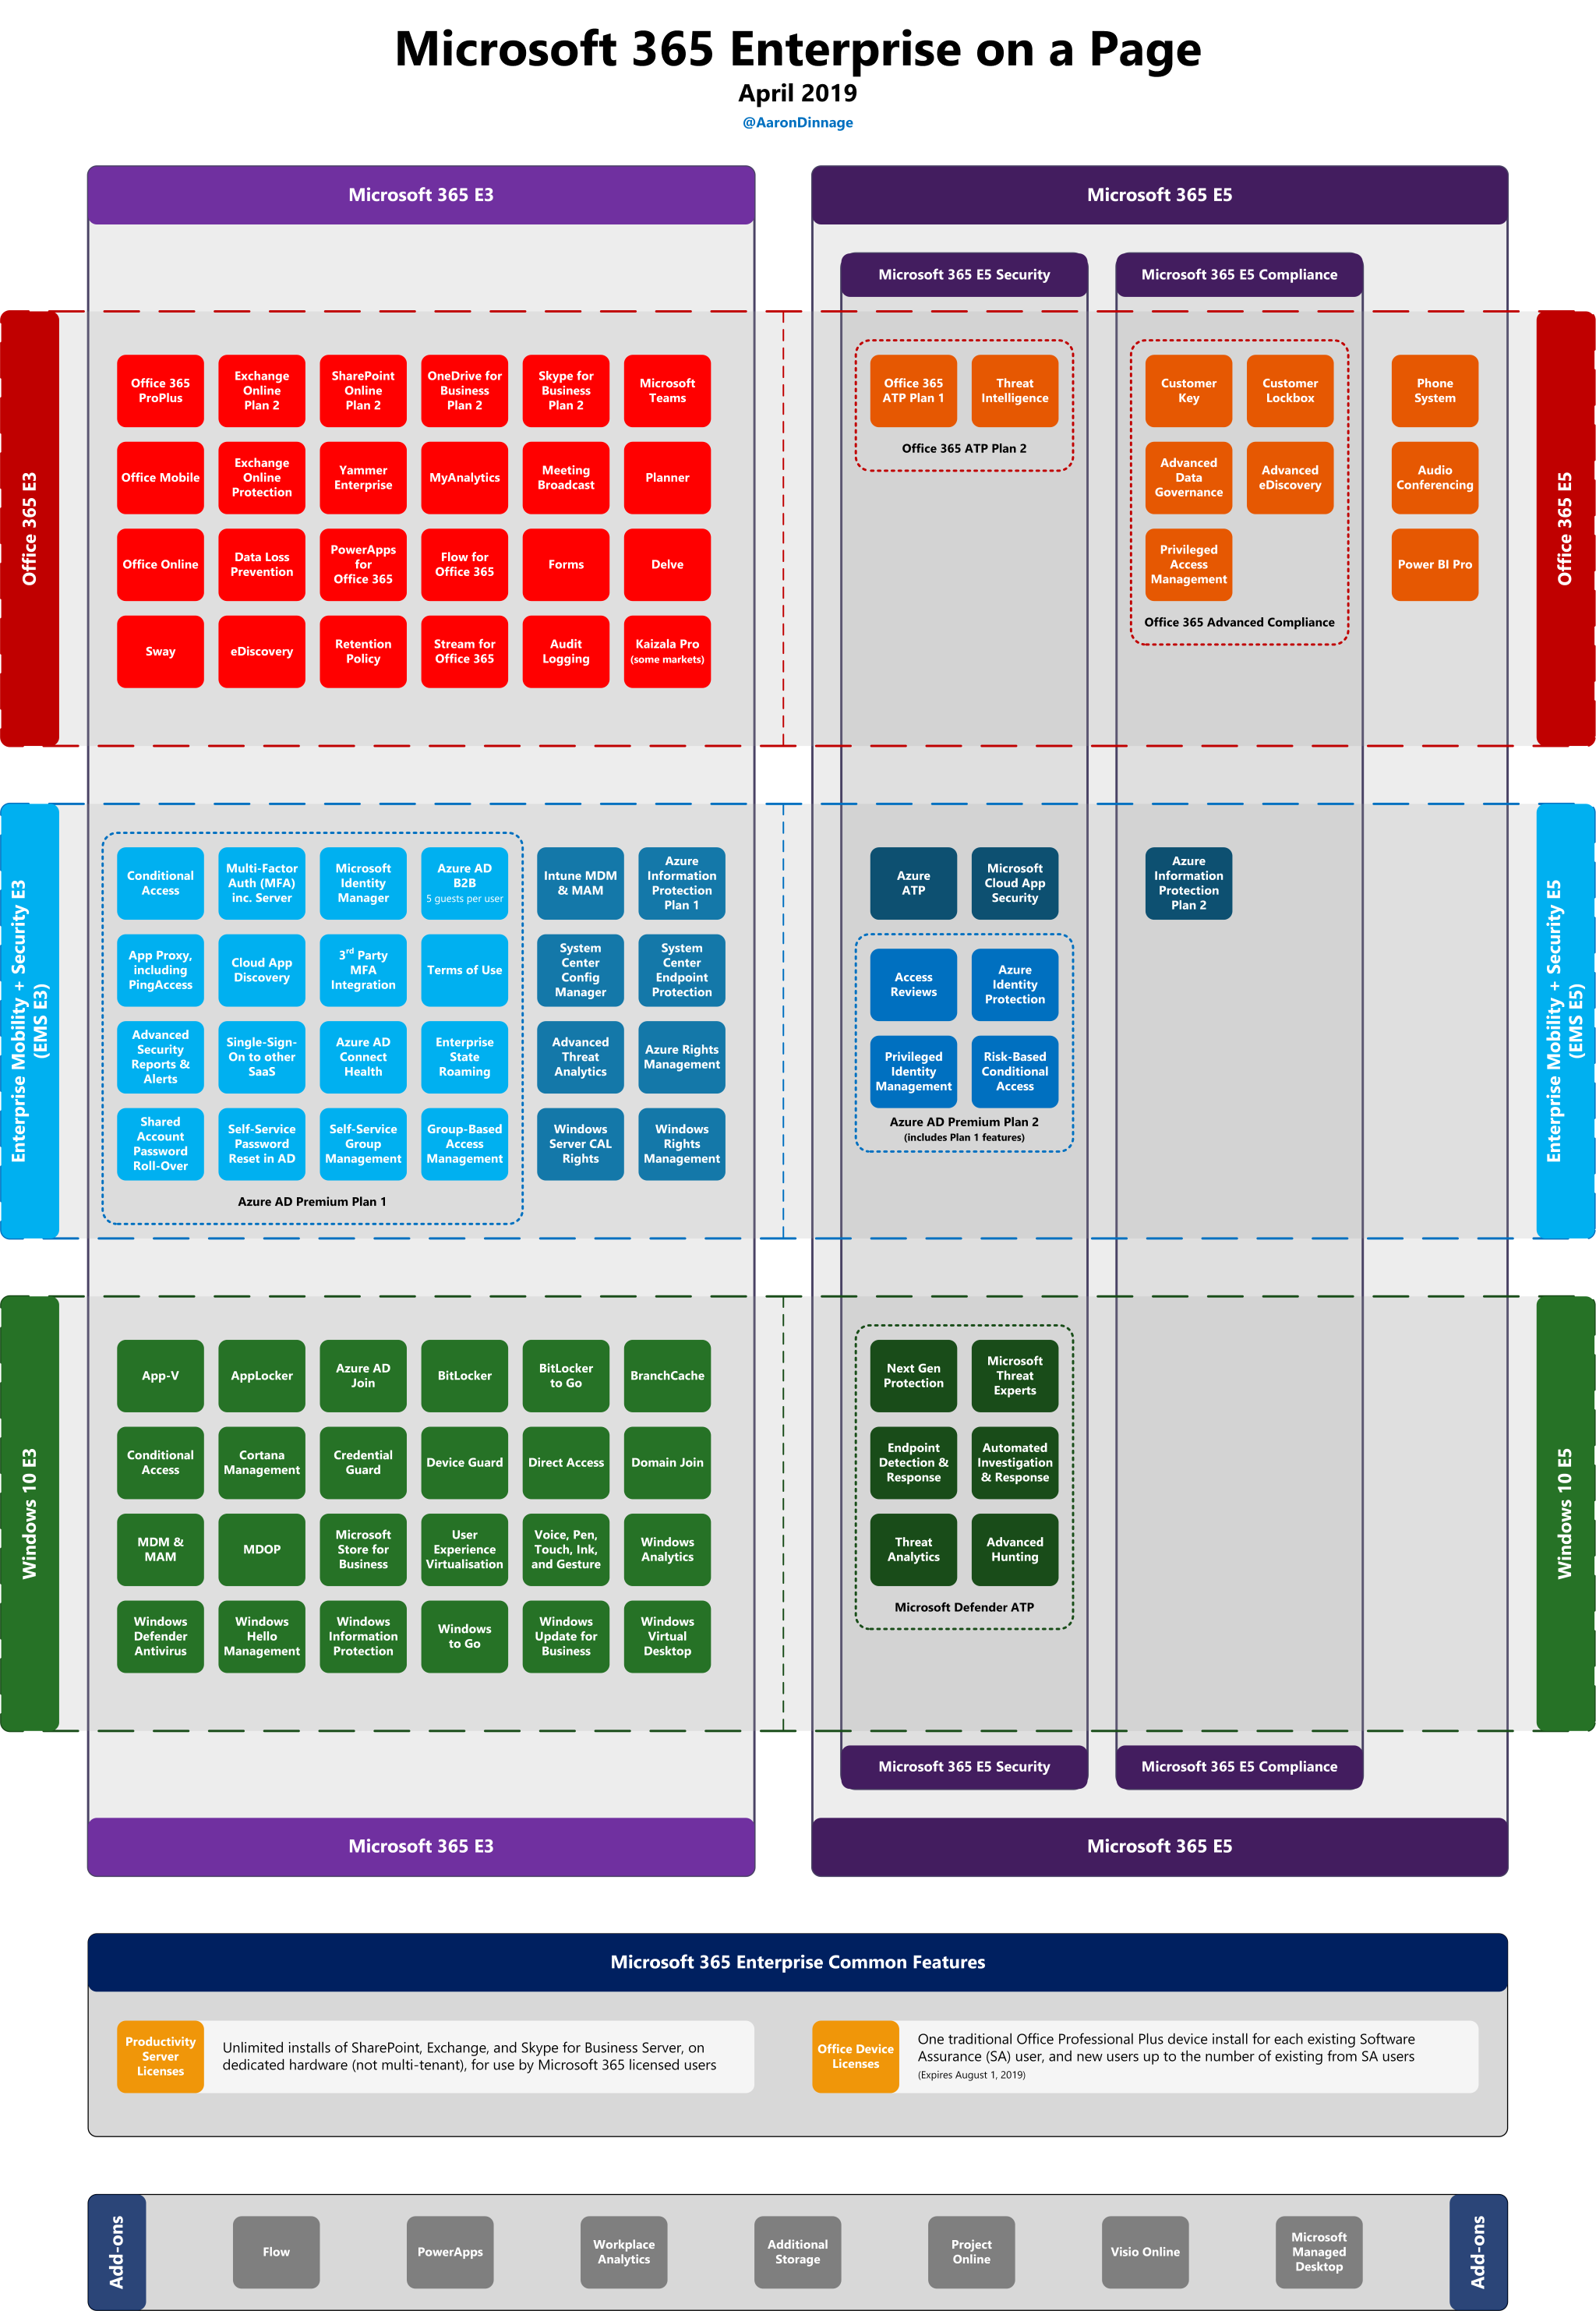 Microsoft 365 Enterprise on a Page
April 2019
@AaronDinnage
Microsoft 365 E3
Microsoft 365 E5
Microsoft 365 E5 Security
Microsoft 365 E5 Compliance
Office 365 E3
Office 365
ProPlus
Exchange
Online
Plan 2
SharePoint
Online
Plan 2
OneDrive for
Business
Plan 2
Skype for
Business
Plan 2
Microsoft
Teams
Office Mobile
Exchange
Online
Protection
Yammer
Enterprise
MyAnalytics
Meeting
Broadcast
Planner
Office Online
Data Loss
Prevention
PowerApps
for
Office 365
Flow for
Office 365
Forms
Delve
Sway
eDiscovery
Retention
Policy
Stream for
Office 365
Audit
Logging
Kaizala Pro
(some markets)
Office 365
ATP Plan 1
Threat
Intelligence
Office 365 ATP Plan 2
Customer
Key
Customer
Lockbox
Advanced
Data
Governance
Advanced
eDiscovery
Privileged
Access
Management
Office 365 Advanced Compliance
Phone
System
Audio
Conferencing
Power BI Pro
Office 365 E5
Enterprise Mobility + Security E3
(EMS E3)
Conditional
Access
Multi-Factor
Auth (MFA)
inc. Server
Microsoft
Identity
Manager
Azure AD
B2B
5 guests per user
Intune MDM
& MAM
Azure
Information
Protection
Plan 1
App Proxy,
including
PingAccess
Cloud App
Discovery
3rd Party
MFA
Integration
Terms of Use
System
Center
Config
Manager
System
Center
Endpoint
Protection
Advanced
Security
Reports &
Alerts
Single-Sign-
On to other
SaaS
Azure AD
Connect
Health
Enterprise
State
Roaming
Advanced
Threat
Analytics
Azure Rights
Management
Shared
Account
Password
Roll-Over
Self-Service
Password
Reset in AD
Self-Service
Group
Management
Group-Based
Access
Management
Windows
Server CAL
Rights
Windows
Rights
Management
Azure AD Premium Plan 1
Azure
ATP
Microsoft
Cloud App
Security
Access
Reviews
Azure
Identity
Protection
Privileged
Identity
Management
Risk-Based
Conditional
Access
Azure AD Premium Plan 2
(includes Plan 1 features)
Azure
Information
Protection
Plan 2
Enterprise Mobility + Security E5
(EMS E5)
Windows 10 E3
App-V
AppLocker
Azure AD
Join
BitLocker
BitLocker
to Go
BranchCache
Conditional
Access
Cortana
Management
Credential
Guard
Device Guard
Direct Access
Domain Join
MDM &
MAM
MDOP
Microsoft
Store for
Business
User
Experience
Virtualisation
Voice, Pen,
Touch, Ink,
and Gesture
Windows
Analytics
Windows
Defender
Antivirus
Windows
Hello
Management
Windows
Information
Protection
Windows
to Go
Windows
Update for
Business
Windows
Virtual
Desktop
Next Gen
Protection
Microsoft
Threat
Experts
Endpoint
Detection &
Response
Automated
Investigation
& Response
Threat
Analytics
Advanced
Hunting
Microsoft Defender ATP
Windows 10 E5
Microsoft 365 E5 Security
Microsoft 365 E5 Compliance
Microsoft 365 E3
Microsoft 365 E5
Microsoft 365 Enterprise Common Features
Productivity
Server
Licenses
Unlimited installs of SharePoint, Exchange, and Skype for Business Server, on
dedicated hardware (not multi-tenant), for use by Microsoft 365 licensed users
Office Device
Licenses
One traditional Office Professional Plus device install for each existing Software
Assurance (SA) user, and new users up to the number of existing from SA users
(Expires August 1, 2019)
Add-ons
Flow
PowerApps
Workplace
Analytics
Additional
Storage
Project
Online
Visio Online
Microsoft
Managed
Desktop
Add-ons